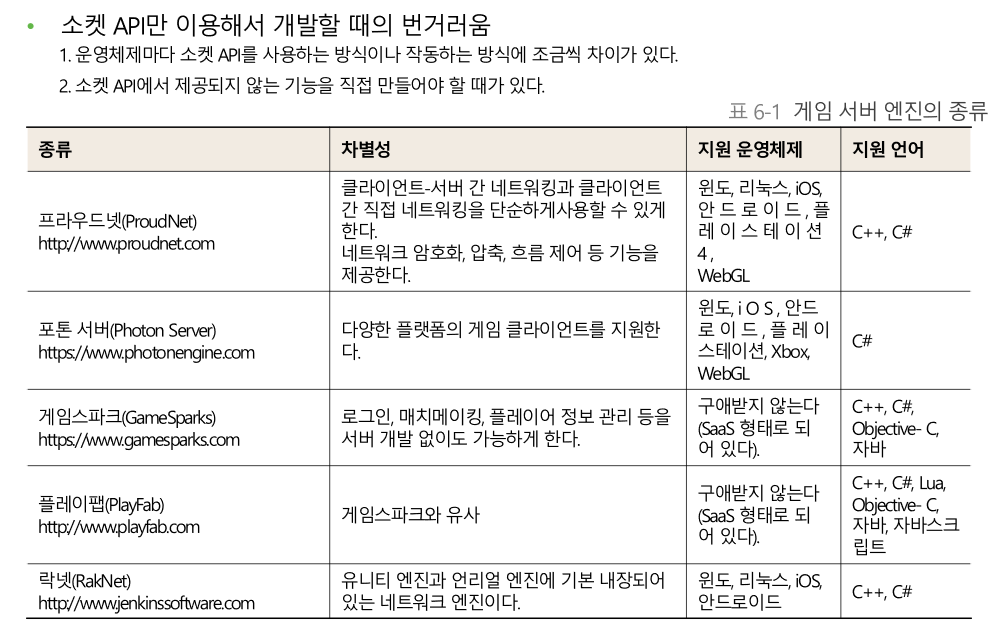 • 소켓 API만 이용해서 개발할 때의 번거러움
1. 운영체제마다 소켓 API를 사용하는 방식이나 작동하는 방식에 조금씩 차이가 있다.
2. 소켓 API에서 제공되지 않는 기능을 직접 만들어야 할 때가 있다.
표 6-1 게임 서버 엔진의 종류
종류 차별성 지원 운영체제 지원 언어
프라우드넷(ProudNet)
http://www.proudnet.com
클라이언트-서버 간 네트워킹과 클라이언트
간 직접 네트워킹을 단순하게사용할 수 있게
한다.
네트워크 암호화, 압축, 흐름 제어 등 기능을
제공한다.
윈도, 리눅스, iOS,
안드로이드, 플
레이스테이션
4 ,
WebGL
C++, C#
포톤 서버(Photon Server)
https://www.photonengine.com
다양한 플랫폼의 게임 클라이언트를 지원한
다.
윈도, i O S , 안드
로이드, 플레이
스테이션, Xbox,
WebGL
C#
게임스파크(GameSparks)
https://www.gamesparks.com
로그인, 매치메이킹, 플레이어 정보 관리 등을
서버 개발 없이도 가능하게 한다.
구애받지 않는다
(SaaS 형태로 되
어 있다).
C++, C#,
Objective- C,
자바
플레이팹(PlayFab)
http://www.playfab.com
게임스파크와 유사
구애받지 않는다
(SaaS 형태로 되
어 있다).
C++, C#, Lua,
Objective- C,
자바, 자바스크
립트
락넷(RakNet)
http://www.jenkinssoftware.com
유니티 엔진과 언리얼 엔진에 기본 내장되어
있는 네트워크 엔진이다.
윈도, 리눅스, iOS,
안드로이드
C++, C#